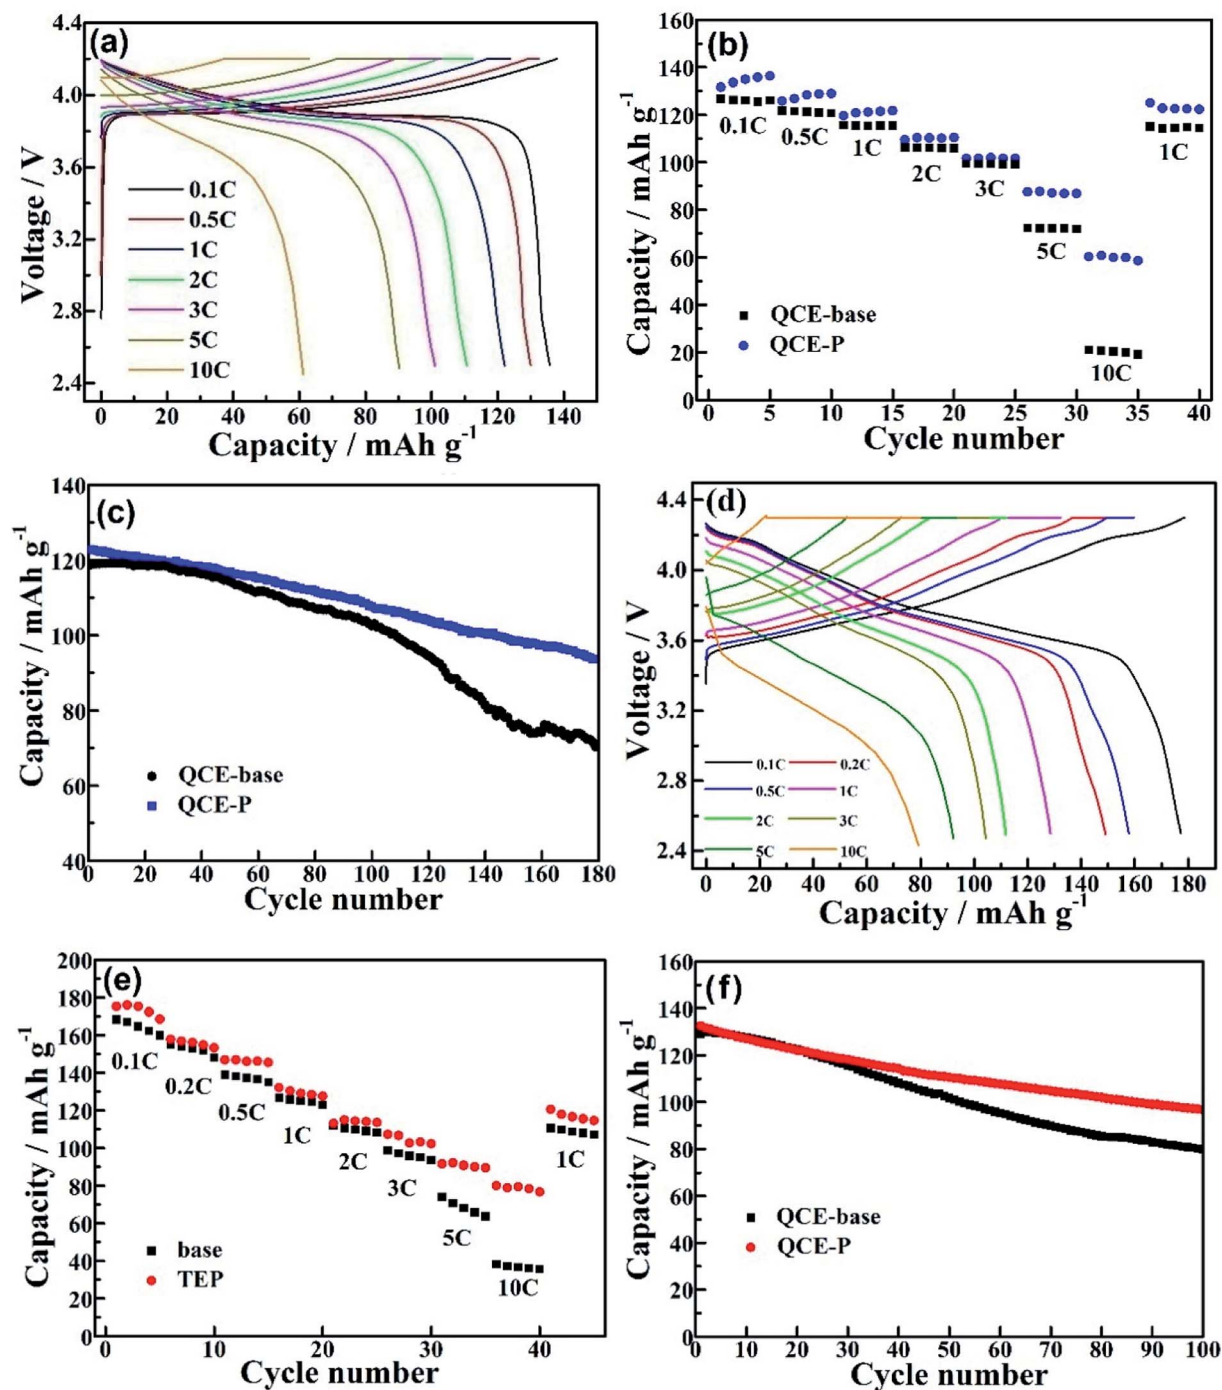 (a)
4.4
4.0
3.6
3.2
2.8
2.4
Voltage / V
0.1C
0.5C
1C
2C
3C
5C
10C
0 20 40 60 80 100 120 140
Capacity / mAh g-1
(b)
160
140
120
100
80
60
40
20
0
Capacity / mAh g-1
0.1C
0.5C
1C
2C
3C
5C
10C
1C
QCE-base
QCE-P
0 5 10 15 20 25 30 35 40
Cycle number
(c)
140
120
100
80
60
40
Capacity / mAh g-1
QCE-base
QCE-P
0 20 40 60 80 100 120 140 160 180
Cycle number
(d)
4.4
4.0
3.6
3.2
2.8
2.4
Voltage / V
0.1C 0.2C
0.5C 1C
2C 3C
5C 10C
0 20 40 60 80 100 120 140 160 180
Capacity / mAh g-1
(e)
200
180
160
140
120
100
80
60
40
20
0
Capacity / mAh g-1
0.1C
0.2C
0.5C
1C
2C
3C
5C
10C
1C
base
TEP
0 10 20 30 40
Cycle number
(f)
160
140
120
100
80
60
40
20
0
Capacity / mAh g-1
QCE-base
QCE-P
0 10 20 30 40 50 60 70 80 90 100
Cycle number